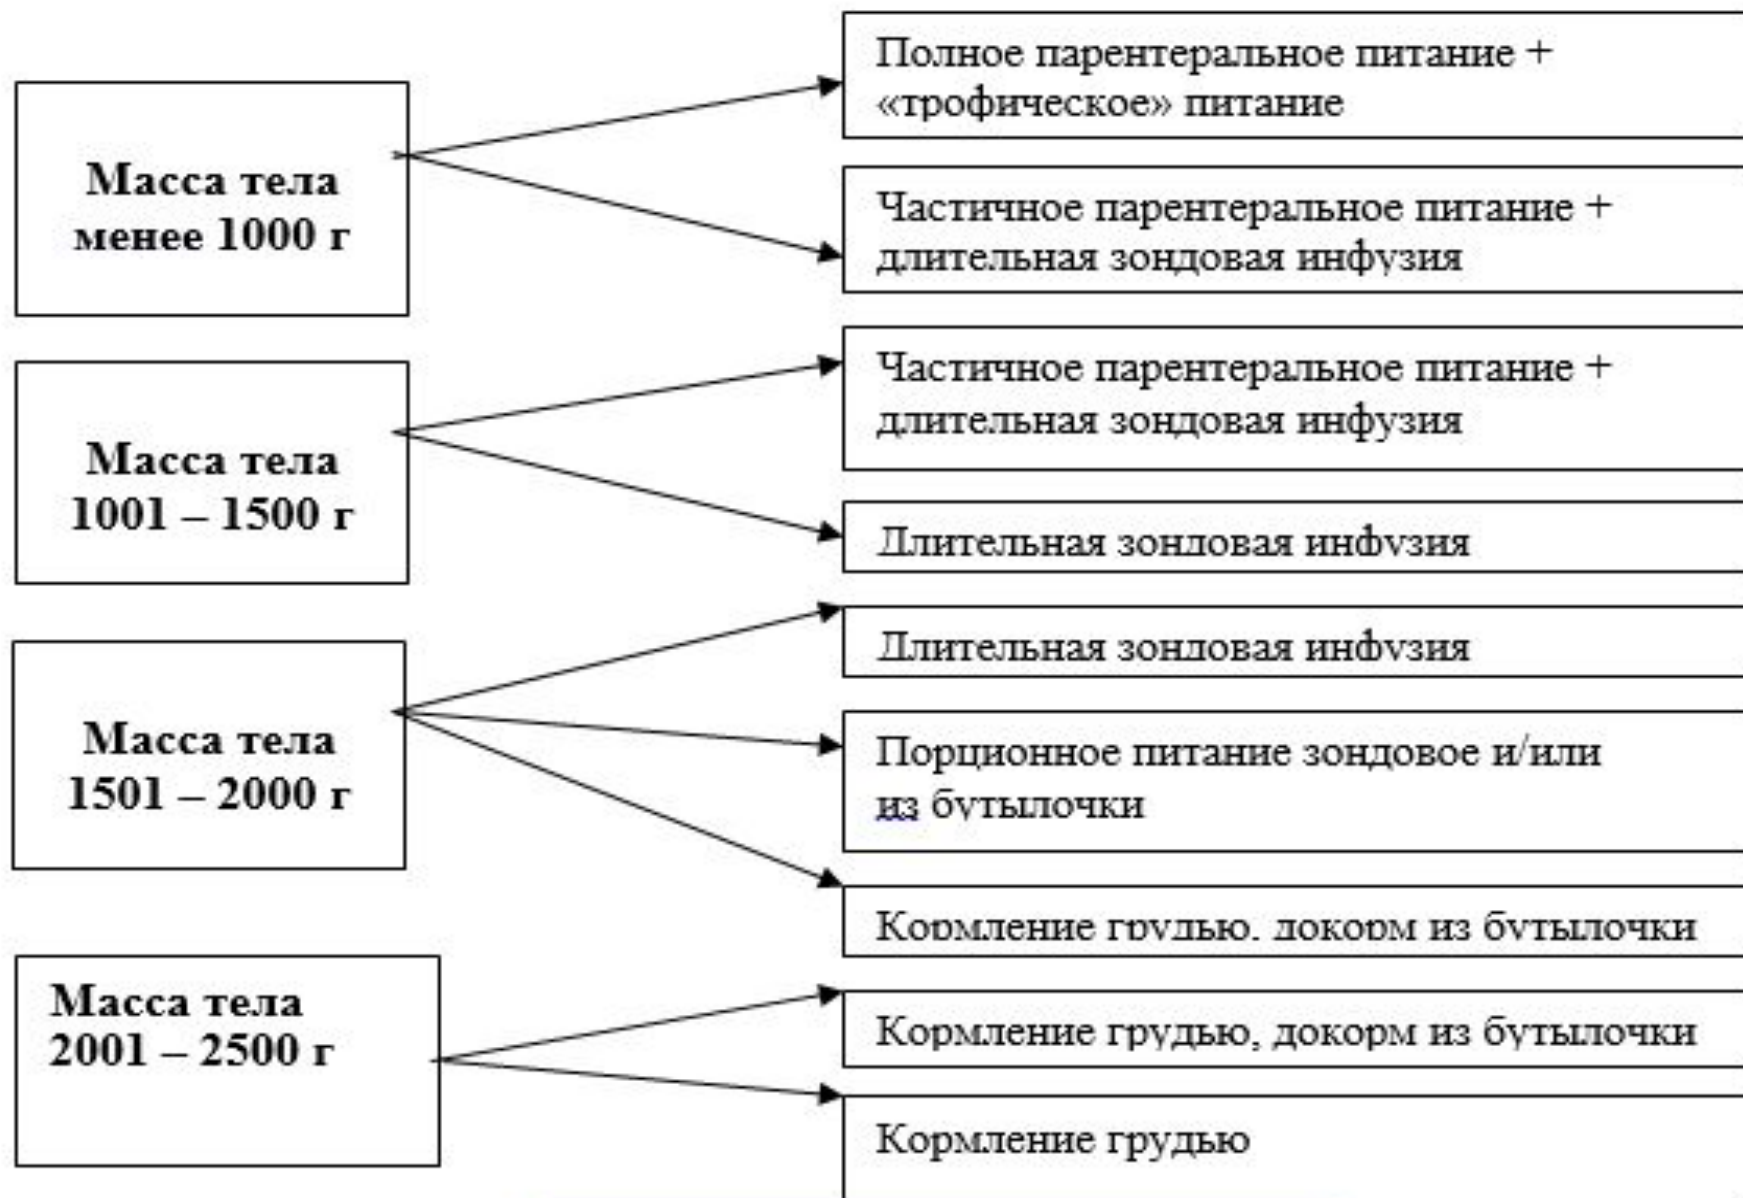 Масса тела
менее 1000 г
Полное парентеральное питание +
«трофическое» питание
Частичное парентеральное питание +
длительная зондовая инфузия
Масса тела
1001 – 1500 г
Частичное парентеральное питание +
длительная зондовая инфузия
Длительная зондовая инфузия
Масса тела
1501 – 2000 г
Длительная зондовая инфузия
Порционное питание зондовое и/или
из бутылочки
Кормление грудью, докорм из бутылочки
Масса тела
2001 – 2500 г
Кормление грудью, докорм из бутылочки
Кормление грудью